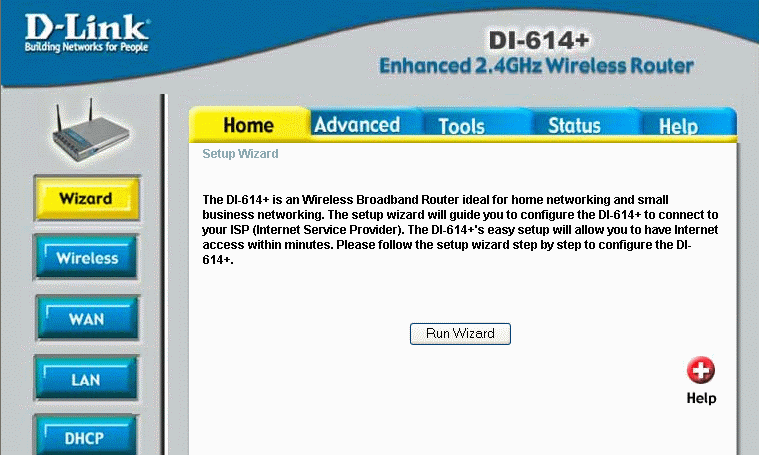 D-Link
Building Networks for People
DI-614+
Enhanced 2.4GHz Wireless Router
Home
Advanced
Tools
Status
Help
Setup Wizard
Wizard
The DI-614+ is an Wireless Broadband Router ideal for home networking and small
business networking. The setup wizard will guide you to configure the DI-614+ to connect to
your ISP (Internet Service Provider). The DI-614+'s easy setup will allow you to have Internet
access within minutes. Please follow the setup wizard step by step to configure the DI-
614+.
Wireless
WAN
Run Wizard
LAN
Help
DHCP